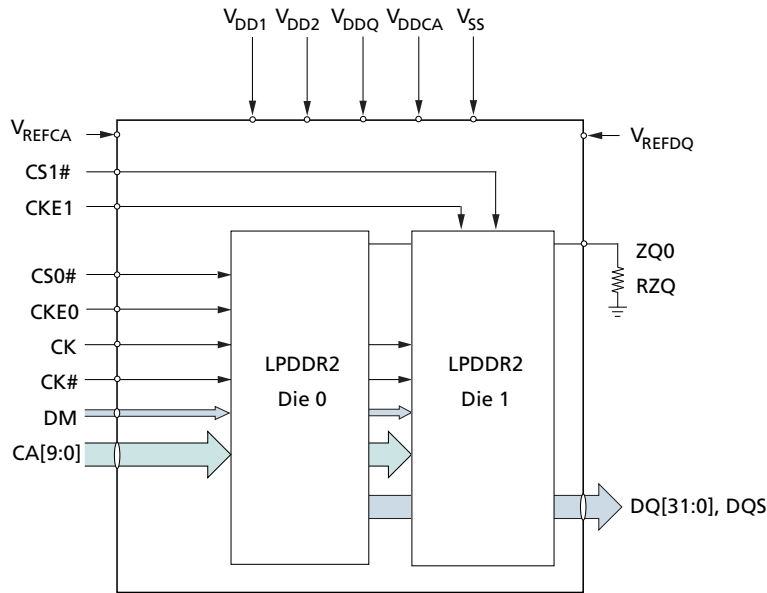 VDD1 VDD2 VDDQ VDDCA VSS
VREFCA
VREFDQ
CS1#
CKE1
ZQ0
RZQ
CS0#
CKE0
CK
CK#
DM
CA[9:0]
LPDDR2
Die 0
LPDDR2
Die 1
DQ[31:0], DQS